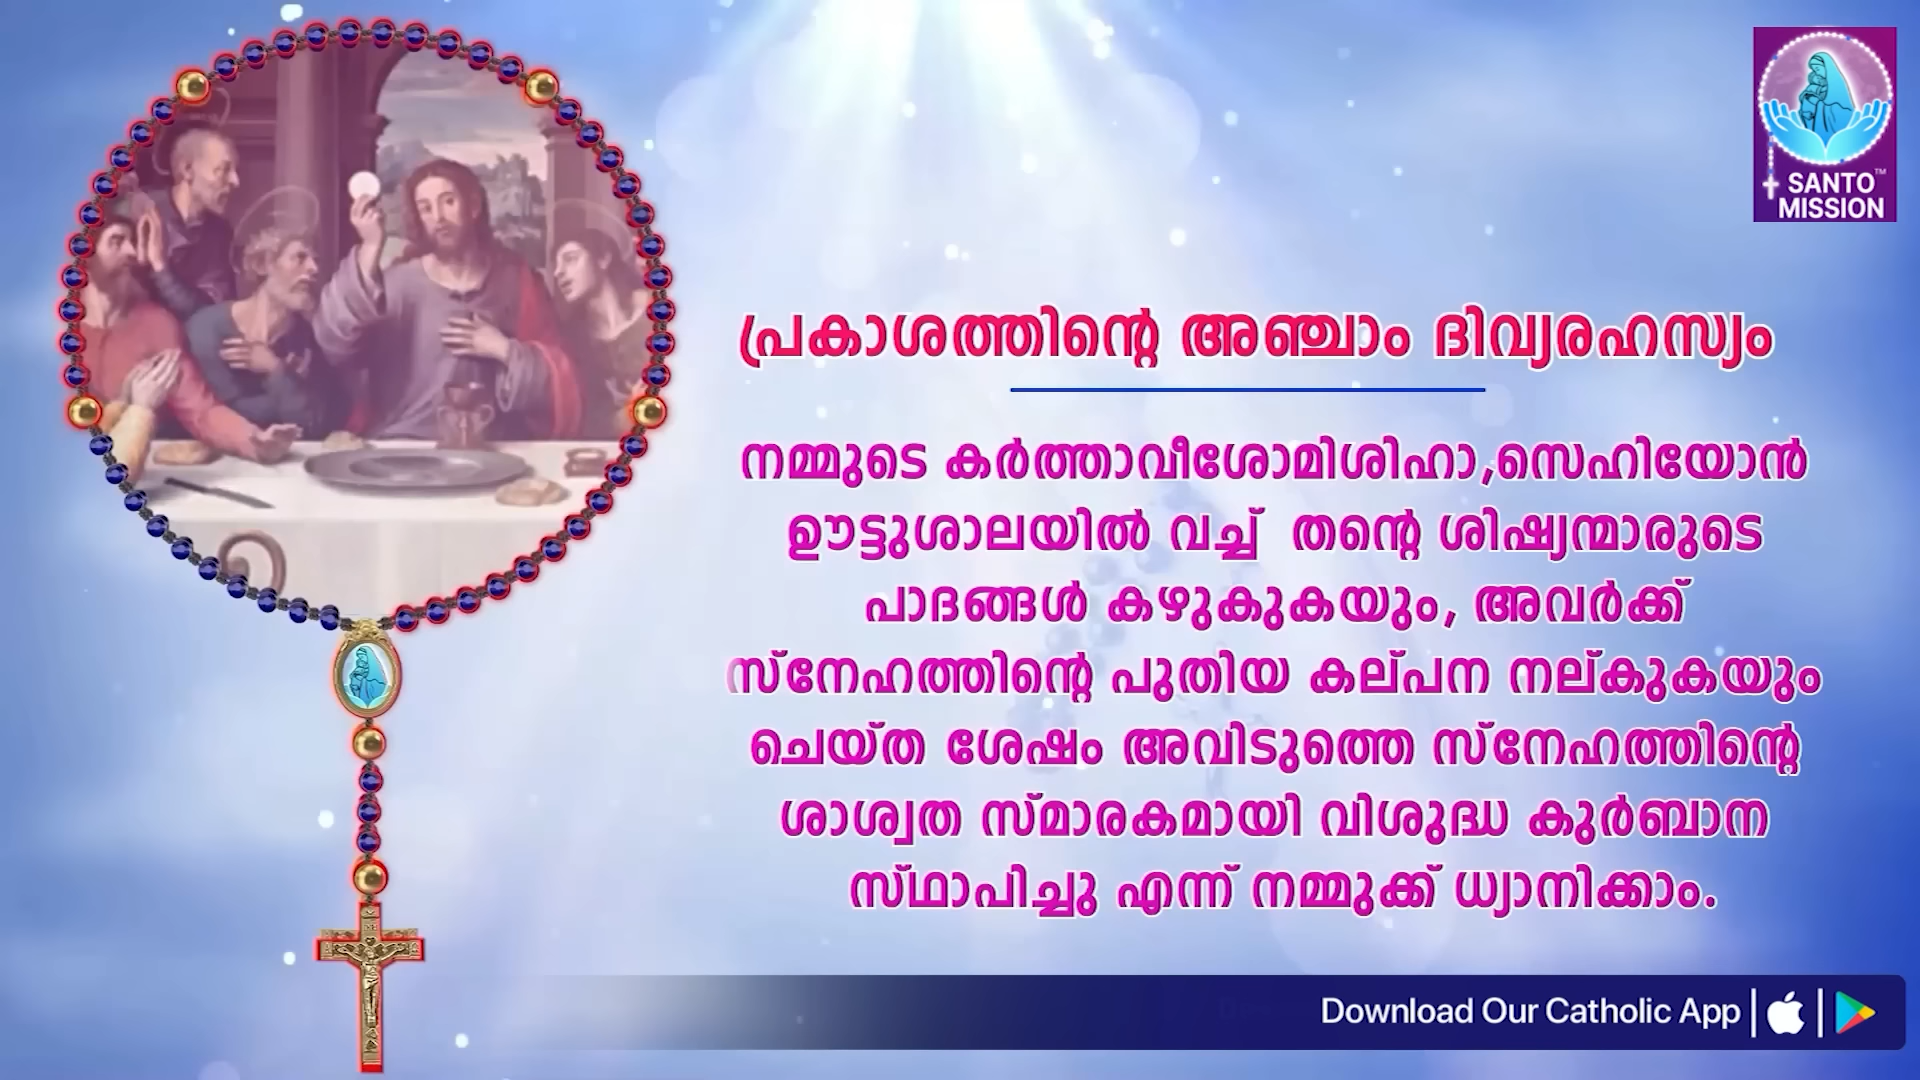 SANTO™
MISSION
പ്രകാശത്തിന്റെ അഞ്ചാം ദിവ്യരഹസ്യം
നമ്മുടെ കർത്താവീശോമിശിഹാ,സെഹിയോൻ
ഊട്ടുശാലയിൽ വച്ച് തന്റെ ശിഷ്യന്മാരുടെ
പാദങ്ങൾ കഴുകുകയും, അവർക്ക്
സ്നേഹത്തിന്റെ പുതിയ കല്പന നല്കുകയും
ചെയ്ത ശേഷം അവിടുത്തെ സ്നേഹത്തിന്റെ
ശാശ്വത സ്മാരകമായി വിശുദ്ധ കുർബാന
സ്ഥാപിച്ചു എന്ന് നമ്മുക്ക് ധ്യാനിക്കാം.
Download Our Catholic App